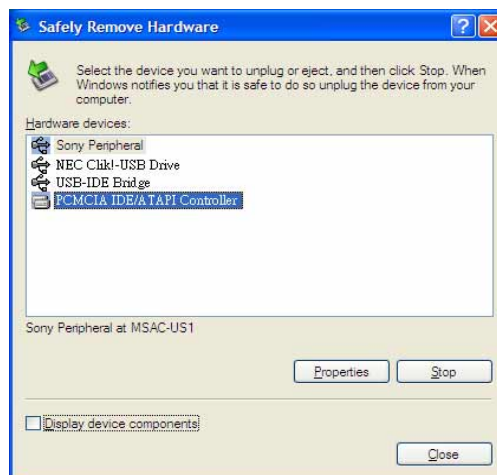 Safely Remove Hardware
Select the device you want to unplug or eject, and then click Stop. When
Windows notifies you that it is safe to do so unplug the device from your
computer.
Hardware devices:
Sony Peripheral
NEC Clik!-USB Drive
USB-IDE Bridge
PCMCIA IDE/ATAPI Controller
Sony Peripheral at MSAC-US1
Properties
Stop
Display device components
Close